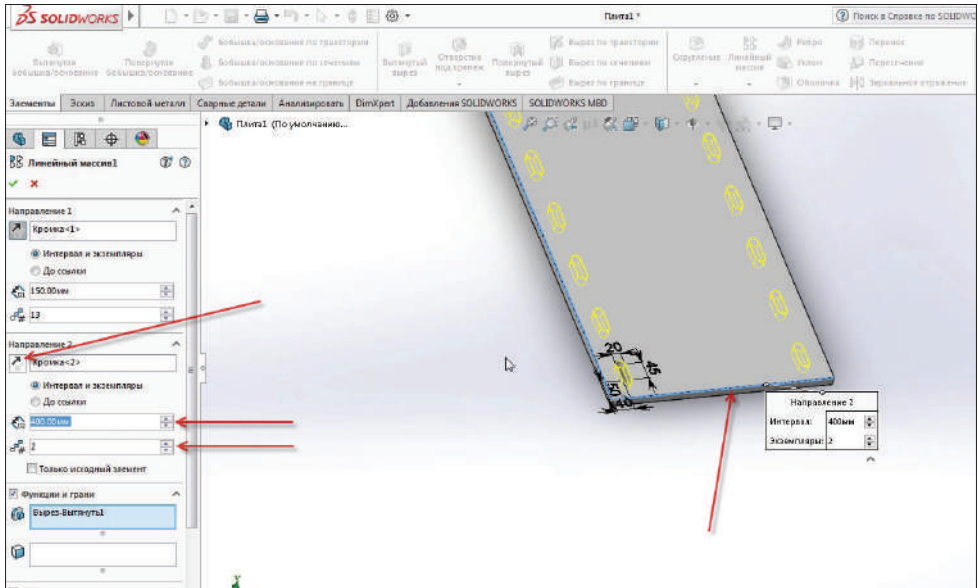 SOLIDWORKS
Плита1 *
Поиск в Справке по SOLIDWO
Вытянутая бобышка/основание
Повернутая бобышка/основание
Бобышка/основание по траектории
Бобышка/основание по сечениям
Бобышка/основание на границе
Вытянутый вырез
Отверстие под крепеж
Повернутый вырез
Вырез по траектории
Вырез по сечениям
Вырез по границе
Скругление
Линейный массив
Ребро
Уклон
Оболочка
Перенос
Пересечение
Зеркальное отражение
Элементы Эскиз Листовой металл Сварные детали Анализировать DimXpert Добавления SOLIDWORKS SOLIDWORKS MBD
Плита1 (По умолчанию...
Линейный массив1
Направление 1
Кромка<1>
Интервал и экземпляры
До ссылки
150.00мм
13
Направление 2
Кромка<2>
Интервал и экземпляры
До ссылки
400.00мм
2
Только исходный элемент
Функции и грани
Вырез-Вытянуть1
20
45
50
40
Направление 2
Интервал: 400мм
Экземпляры: 2